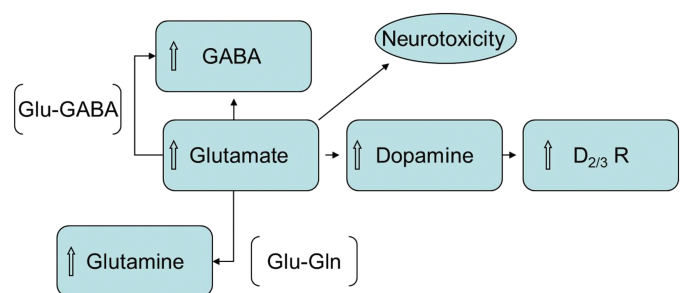 Neurotoxicity
⇑ GABA
[Glu-GABA]
⇑ Glutamate
⇑ Dopamine
⇑ D2/3 R
⇑ Glutamine
[Glu-Gln]